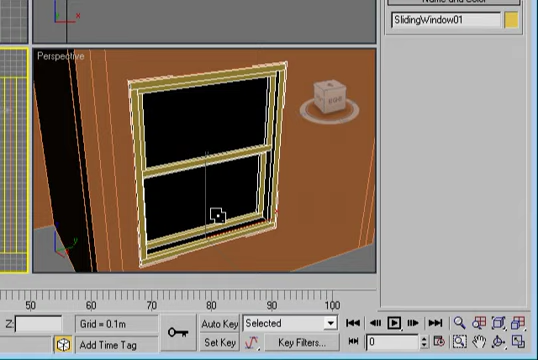 Name and Color
SlidingWindow01
Perspective
x
z
y
50 60 70 80 90 100
Z: Grid = 0.1m Auto Key Selected
Add Time Tag Set Key Key Filters... 0